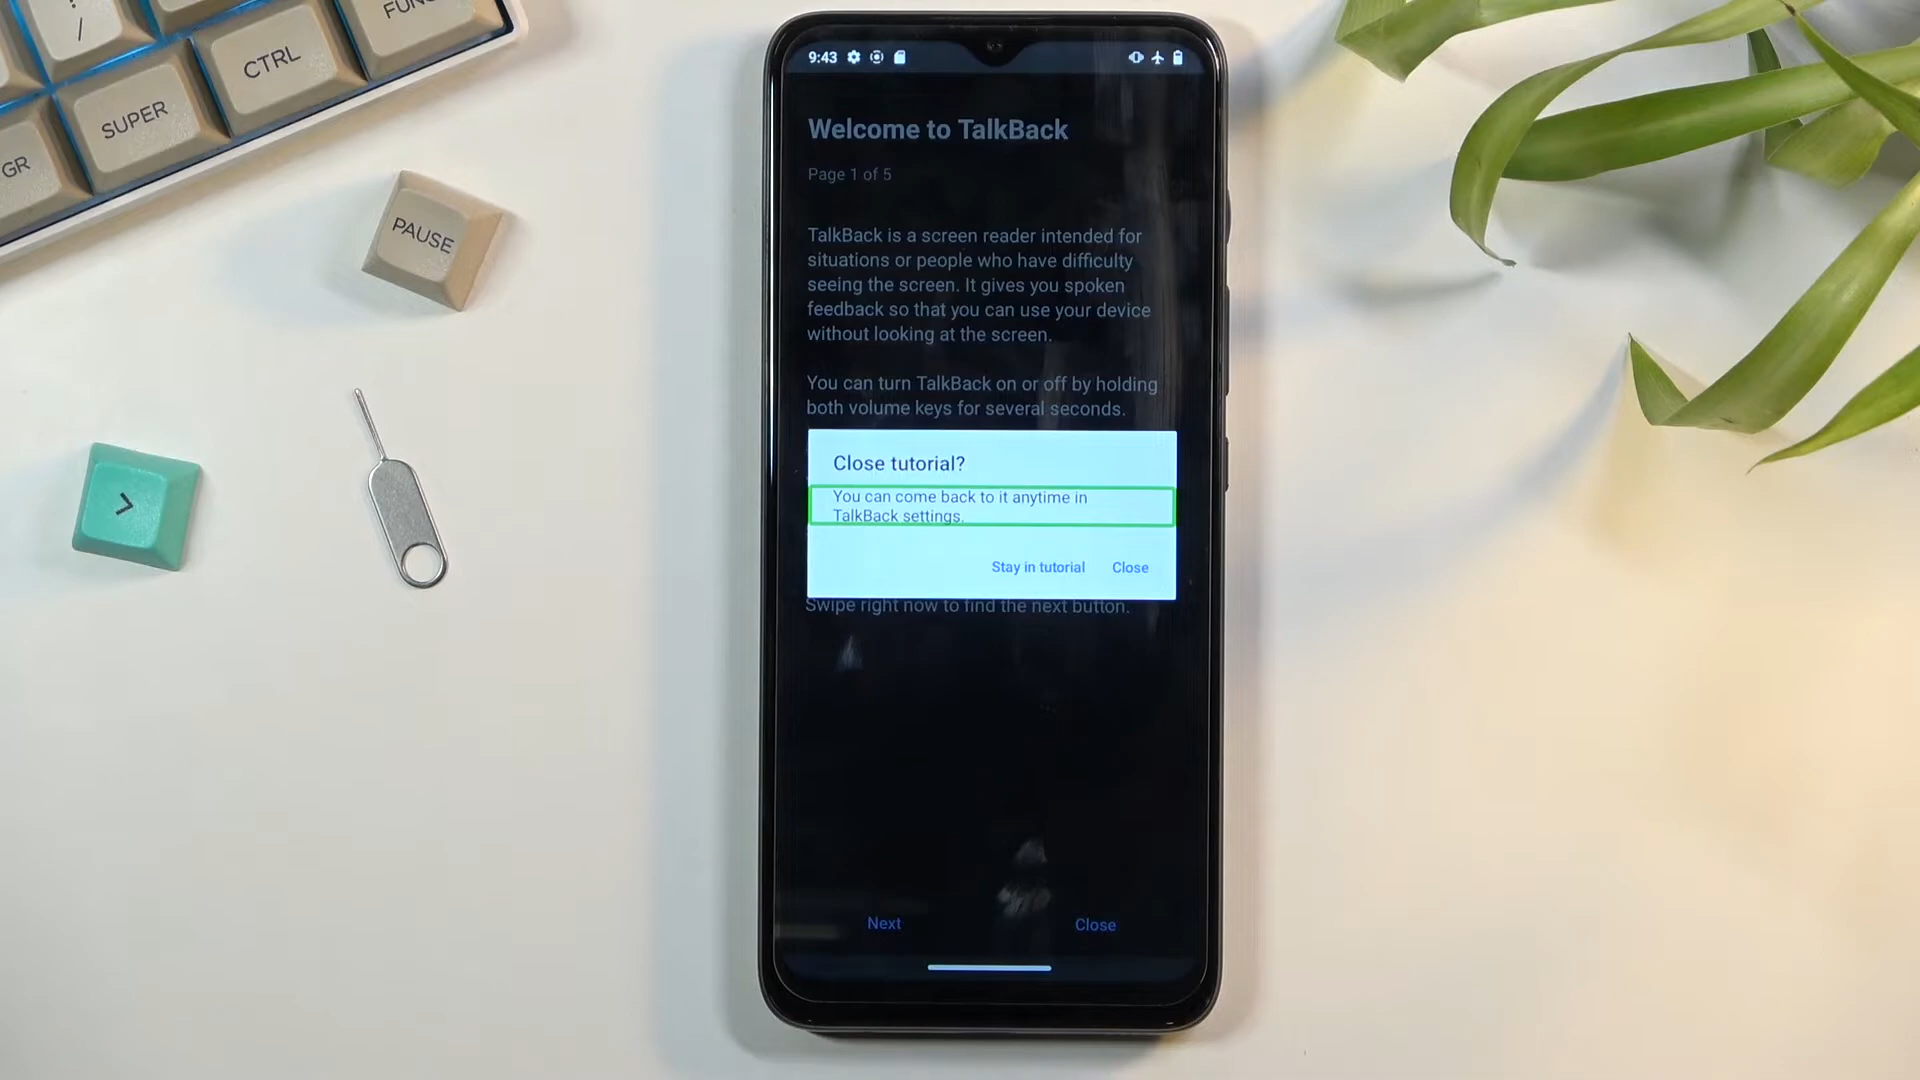 ! /
FUNC
CTRL
SUPER
GR
PAUSE
>
9:43
Welcome to TalkBack
Page 1 of 5
TalkBack is a screen reader intended for
situations or people who have difficulty
seeing the screen. It gives you spoken
feedback so that you can use your device
without looking at the screen.
You can turn TalkBack on or off by holding
both volume keys for several seconds.
Close tutorial?
You can come back to it anytime in
TalkBack settings.
Stay in tutorial Close
Swipe right now to find the next button.
Next Close